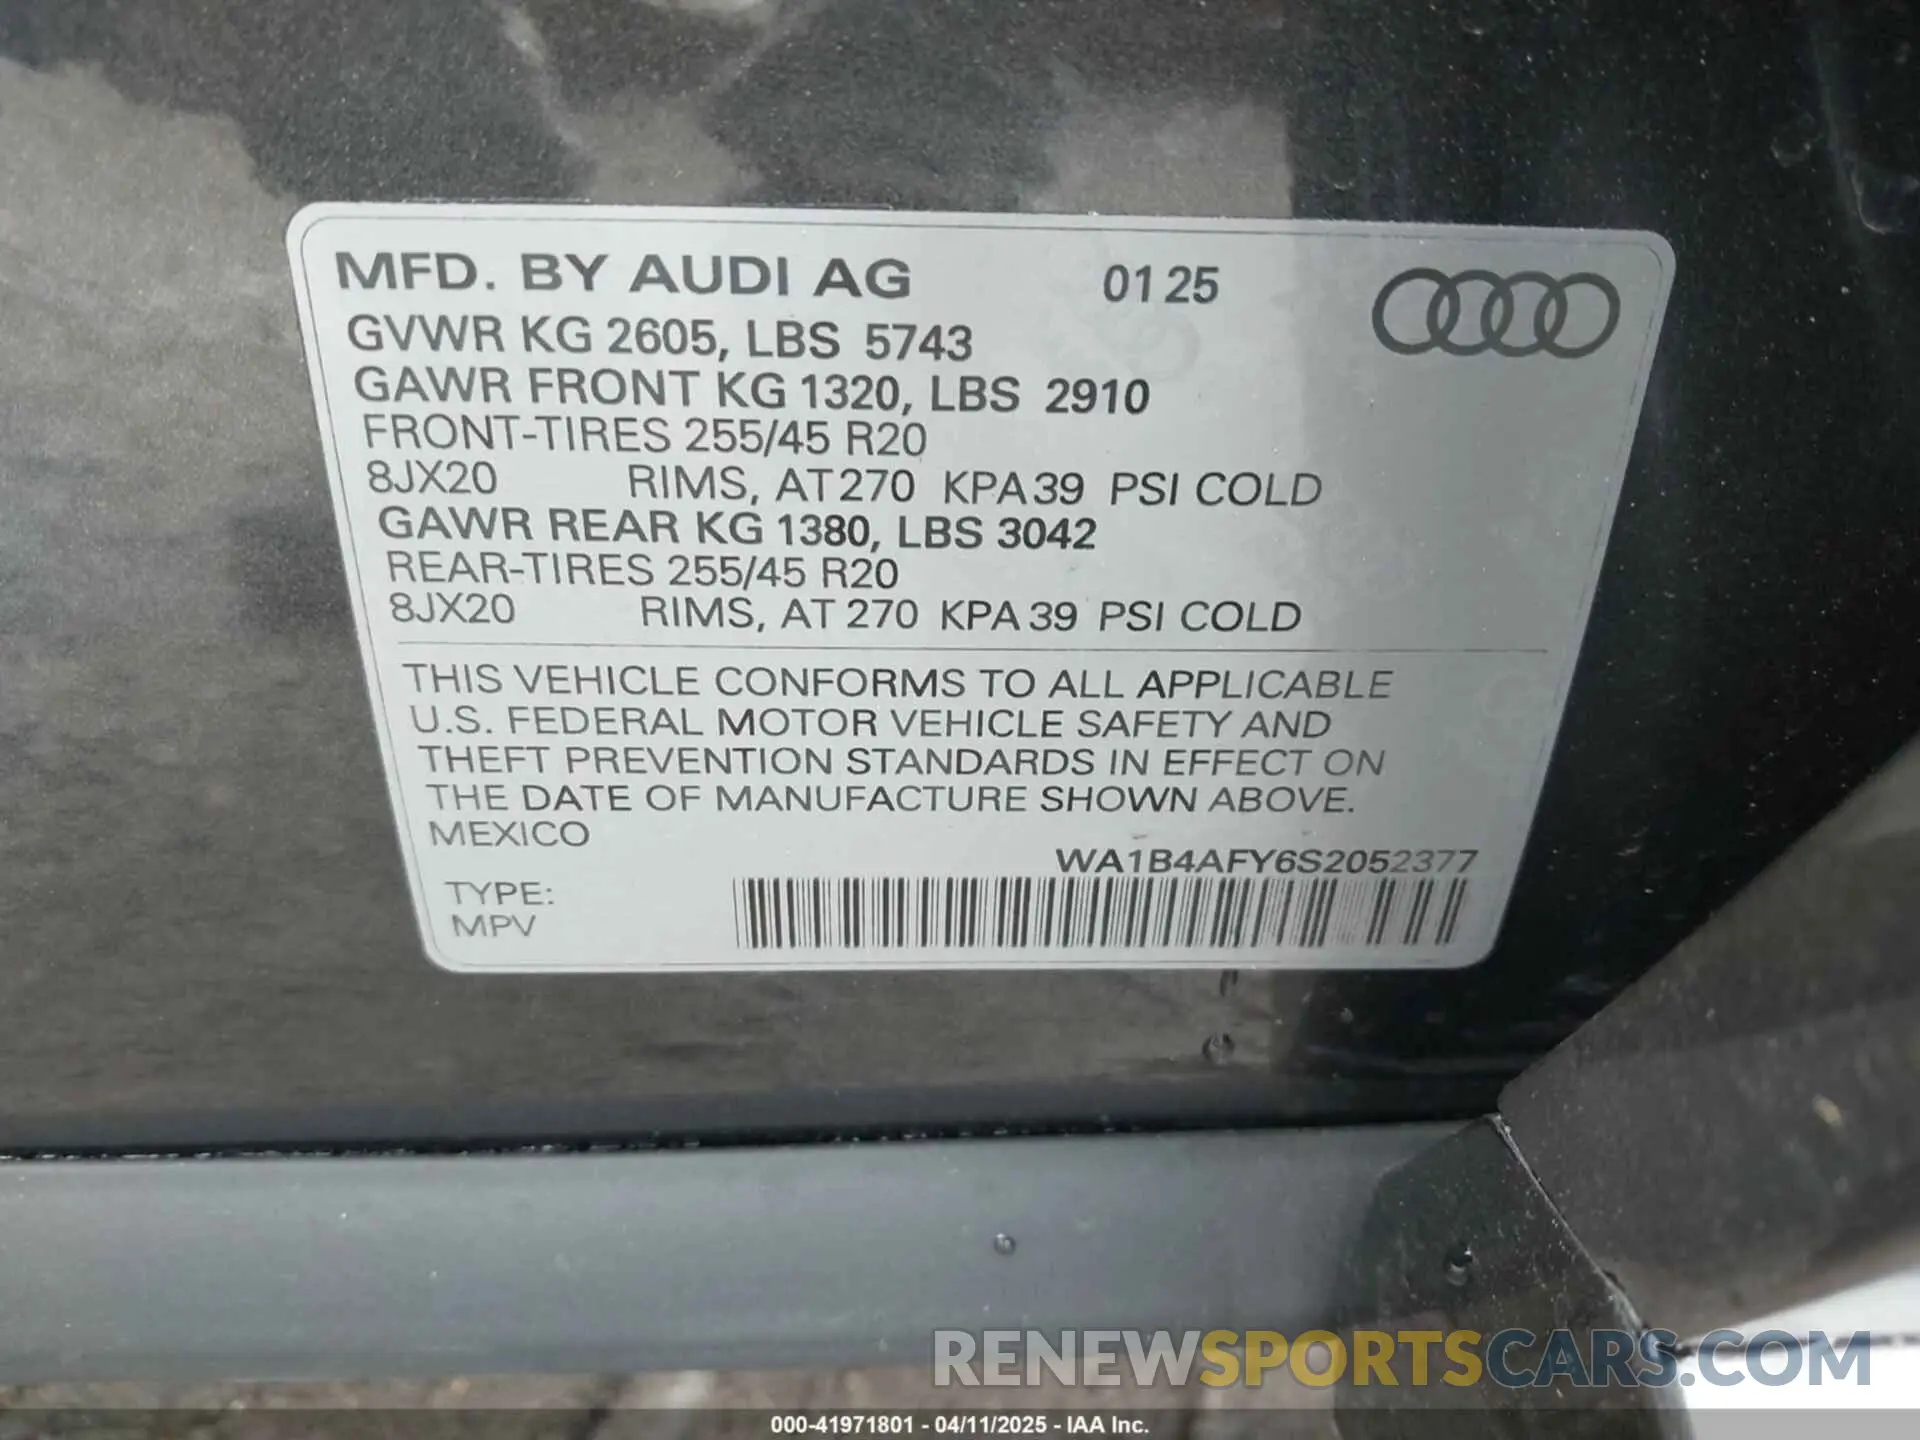 MFD. BY AUDI AG 01 25
GVWR KG 2605, LBS 5743
GAWR FRONT KG 1320, LBS 2910
FRONT-TIRES 255/45 R20
8JX20 RIMS, AT 270 KPA 39 PSI COLD
GAWR REAR KG 1380, LBS 3042
REAR-TIRES 255/45 R20
8JX20 RIMS, AT 270 KPA 39 PSI COLD
THIS VEHICLE CONFORMS TO ALL APPLICABLE
U.S. FEDERAL MOTOR VEHICLE SAFETY AND
THEFT PREVENTION STANDARDS IN EFFECT ON
THE DATE OF MANUFACTURE SHOWN ABOVE.
MEXICO
WA1B4AFY6S2052377
TYPE:
MPV
RENEWSPORTSCARS.COM
000-41971801 - 04/11/2025 - IAA Inc.